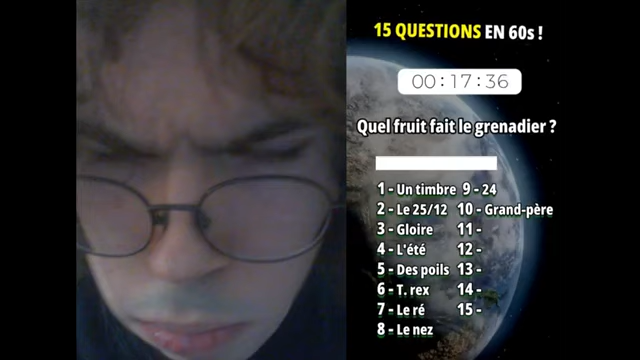 15 QUESTIONS EN 60s !
00:17:36
Quel fruit fait le grenadier ?
1 - Un timbre 9 - 24
2 - Le 25/12 10 - Grand-père
3 - Gloire 11 -
4 - L'été 12 -
5 - Des poils 13 -
6 - T. rex 14 -
7 - Le ré 15 -
8 - Le nez